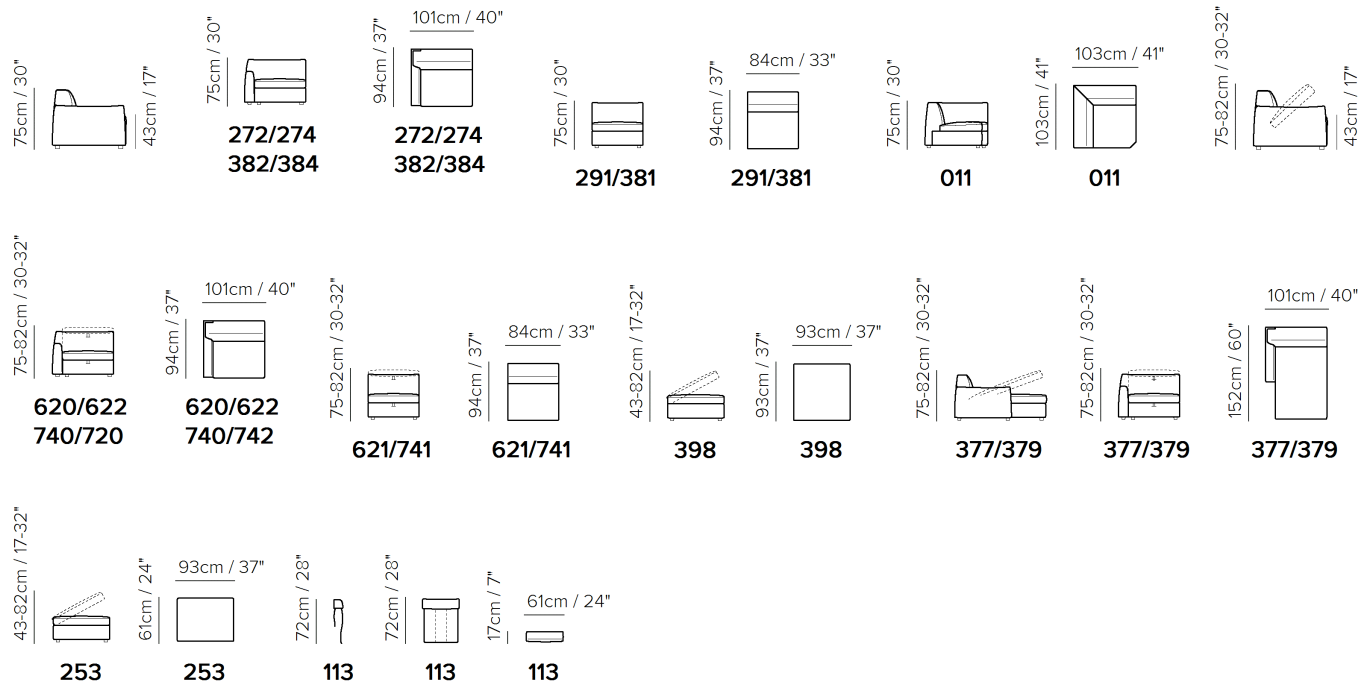 75cm / 30"
43cm / 17"
75cm / 30"
272/274
382/384
94cm / 37"
101cm / 40"
272/274
382/384
75cm / 30"
291/381
94cm / 37"
84cm / 33"
291/381
75cm / 30"
011
103cm / 41"
103cm / 41"
011
75-82cm / 30-32"
43cm / 17"
75-82cm / 30-32"
620/622
740/720
94cm / 37"
101cm / 40"
620/622
740/742
75-82cm / 30-32"
621/741
94cm / 37"
84cm / 33"
621/741
43-82cm / 17-32"
398
93cm / 37"
93cm / 37"
398
75-82cm / 30-32"
377/379
75-82cm / 30-32"
377/379
152cm / 60"
101cm / 40"
377/379
43-82cm / 17-32"
253
61cm / 24"
93cm / 37"
253
72cm / 28"
113
72cm / 28"
113
17cm / 7"
61cm / 24"
113